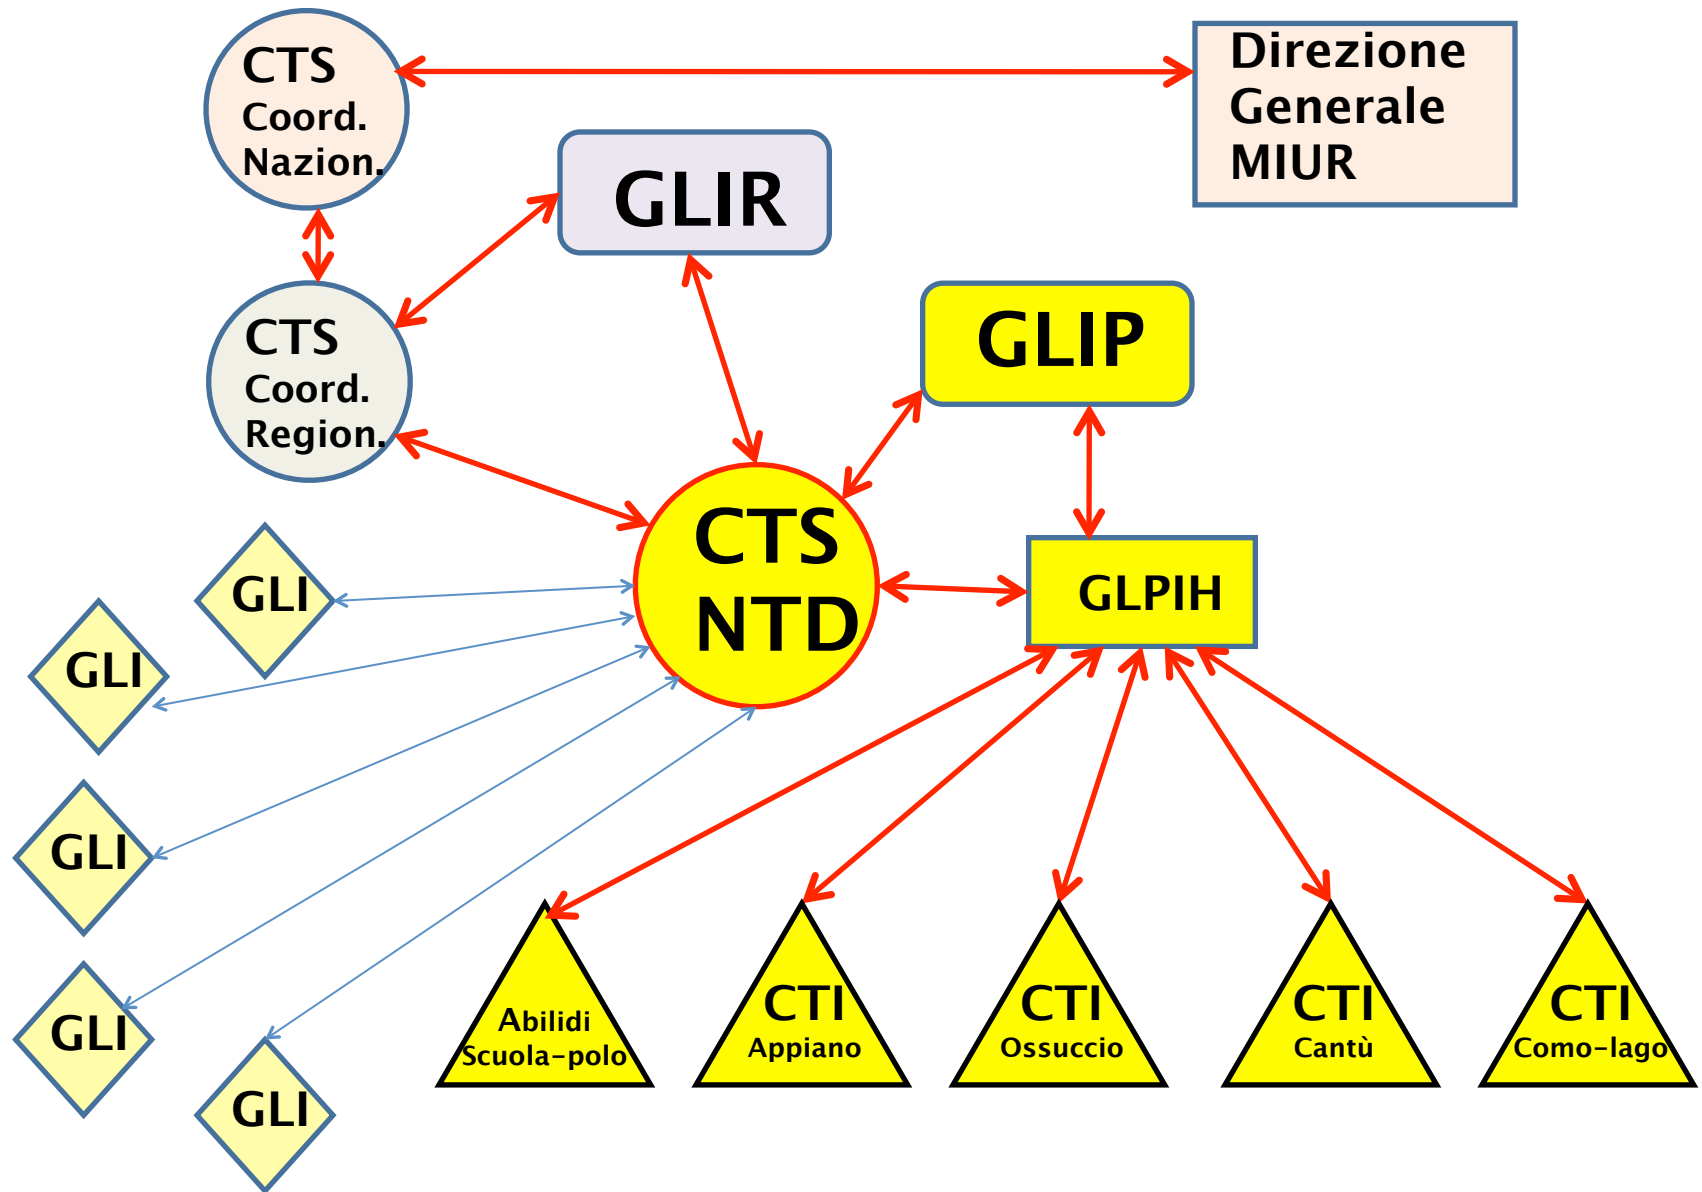 CTS
Coord.
Nazion.
Direzione
Generale
MIUR
GLIR
CTS
Coord.
Region.
GLIP
CTS
NTD
GLPIH
GLI
GLI
GLI
GLI
GLI
Abilidi
Scuola-polo
CTI
Appiano
CTI
Ossuccio
CTI
Cantù
CTI
Como-lago